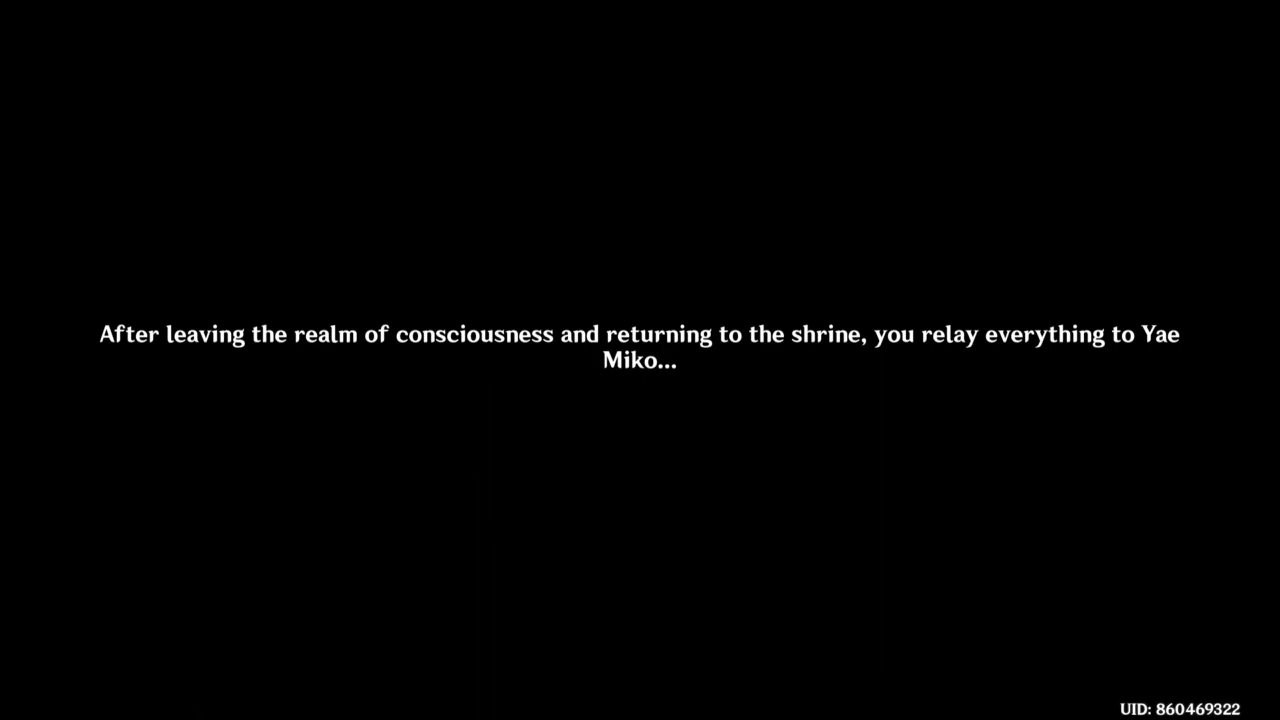 After leaving the realm of consciousness and returning to the shrine, you relay everything to Yae
Miko...
UID: 860469322